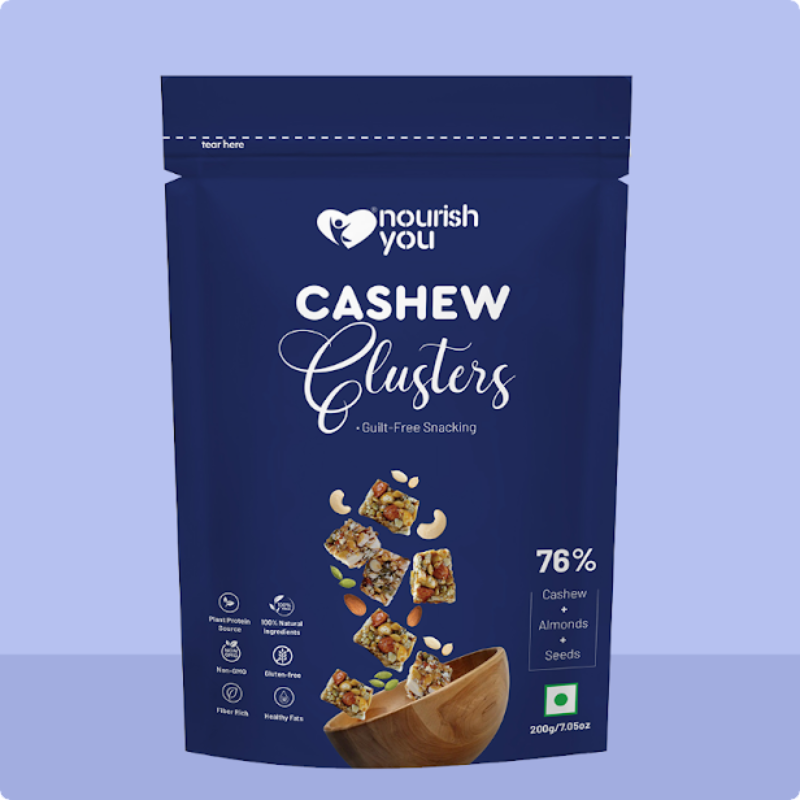 tear here
nourish
you
CASHEW
Clusters
• Guilt-Free Snacking
76%
Cashew
+
Almonds
+
Seeds
Plant Protein
Source
100% Natural
Ingredients
Non-GMO
Gluten-free
Fiber Rich
Healthy Fats
200g/7.05oz